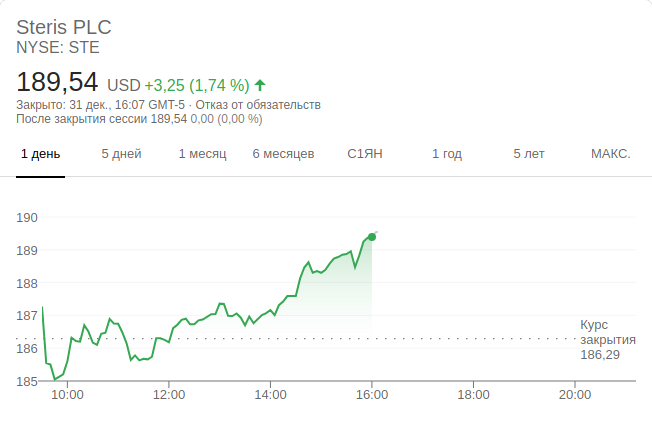 Steris PLC
NYSE: STE
189,54 USD +3,25 (1,74 %)
Закрыто: 31 дек., 16:07 GMT-5 · Отказ от обязательств
После закрытия сессии 189,54 0,00 (0,00 %)
1 день 5 дней 1 месяц 6 месяцев С1ЯН 1 год 5 лет МАКС.
190
189
188
187
186
185
Курс
закрытия
186,29
10:00 12:00 14:00 16:00 18:00 20:00